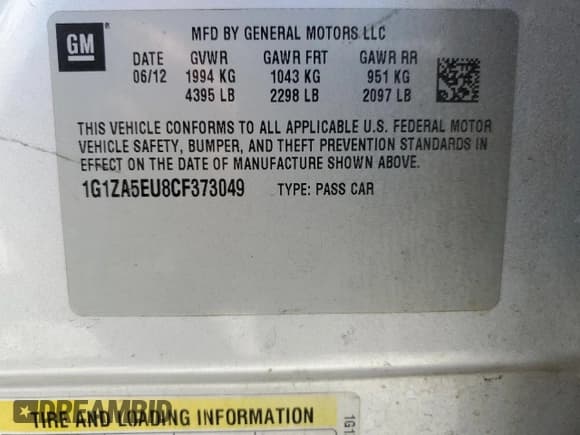 GM ®
MFD BY GENERAL MOTORS LLC
DATE GVWR GAWR FRT GAWR RR
06/12 1994 KG 1043 KG 951 KG
4395 LB 2298 LB 2097 LB
THIS VEHICLE CONFORMS TO ALL APPLICABLE U.S. FEDERAL MOTOR
VEHICLE SAFETY, BUMPER, AND THEFT PREVENTION STANDARDS IN
EFFECT ON THE DATE OF MANUFACTURE SHOWN ABOVE.
1G1ZA5EU8CF373049 TYPE: PASS CAR
DREAMBID
TIRE AND LOADING INFORMATION
1G1